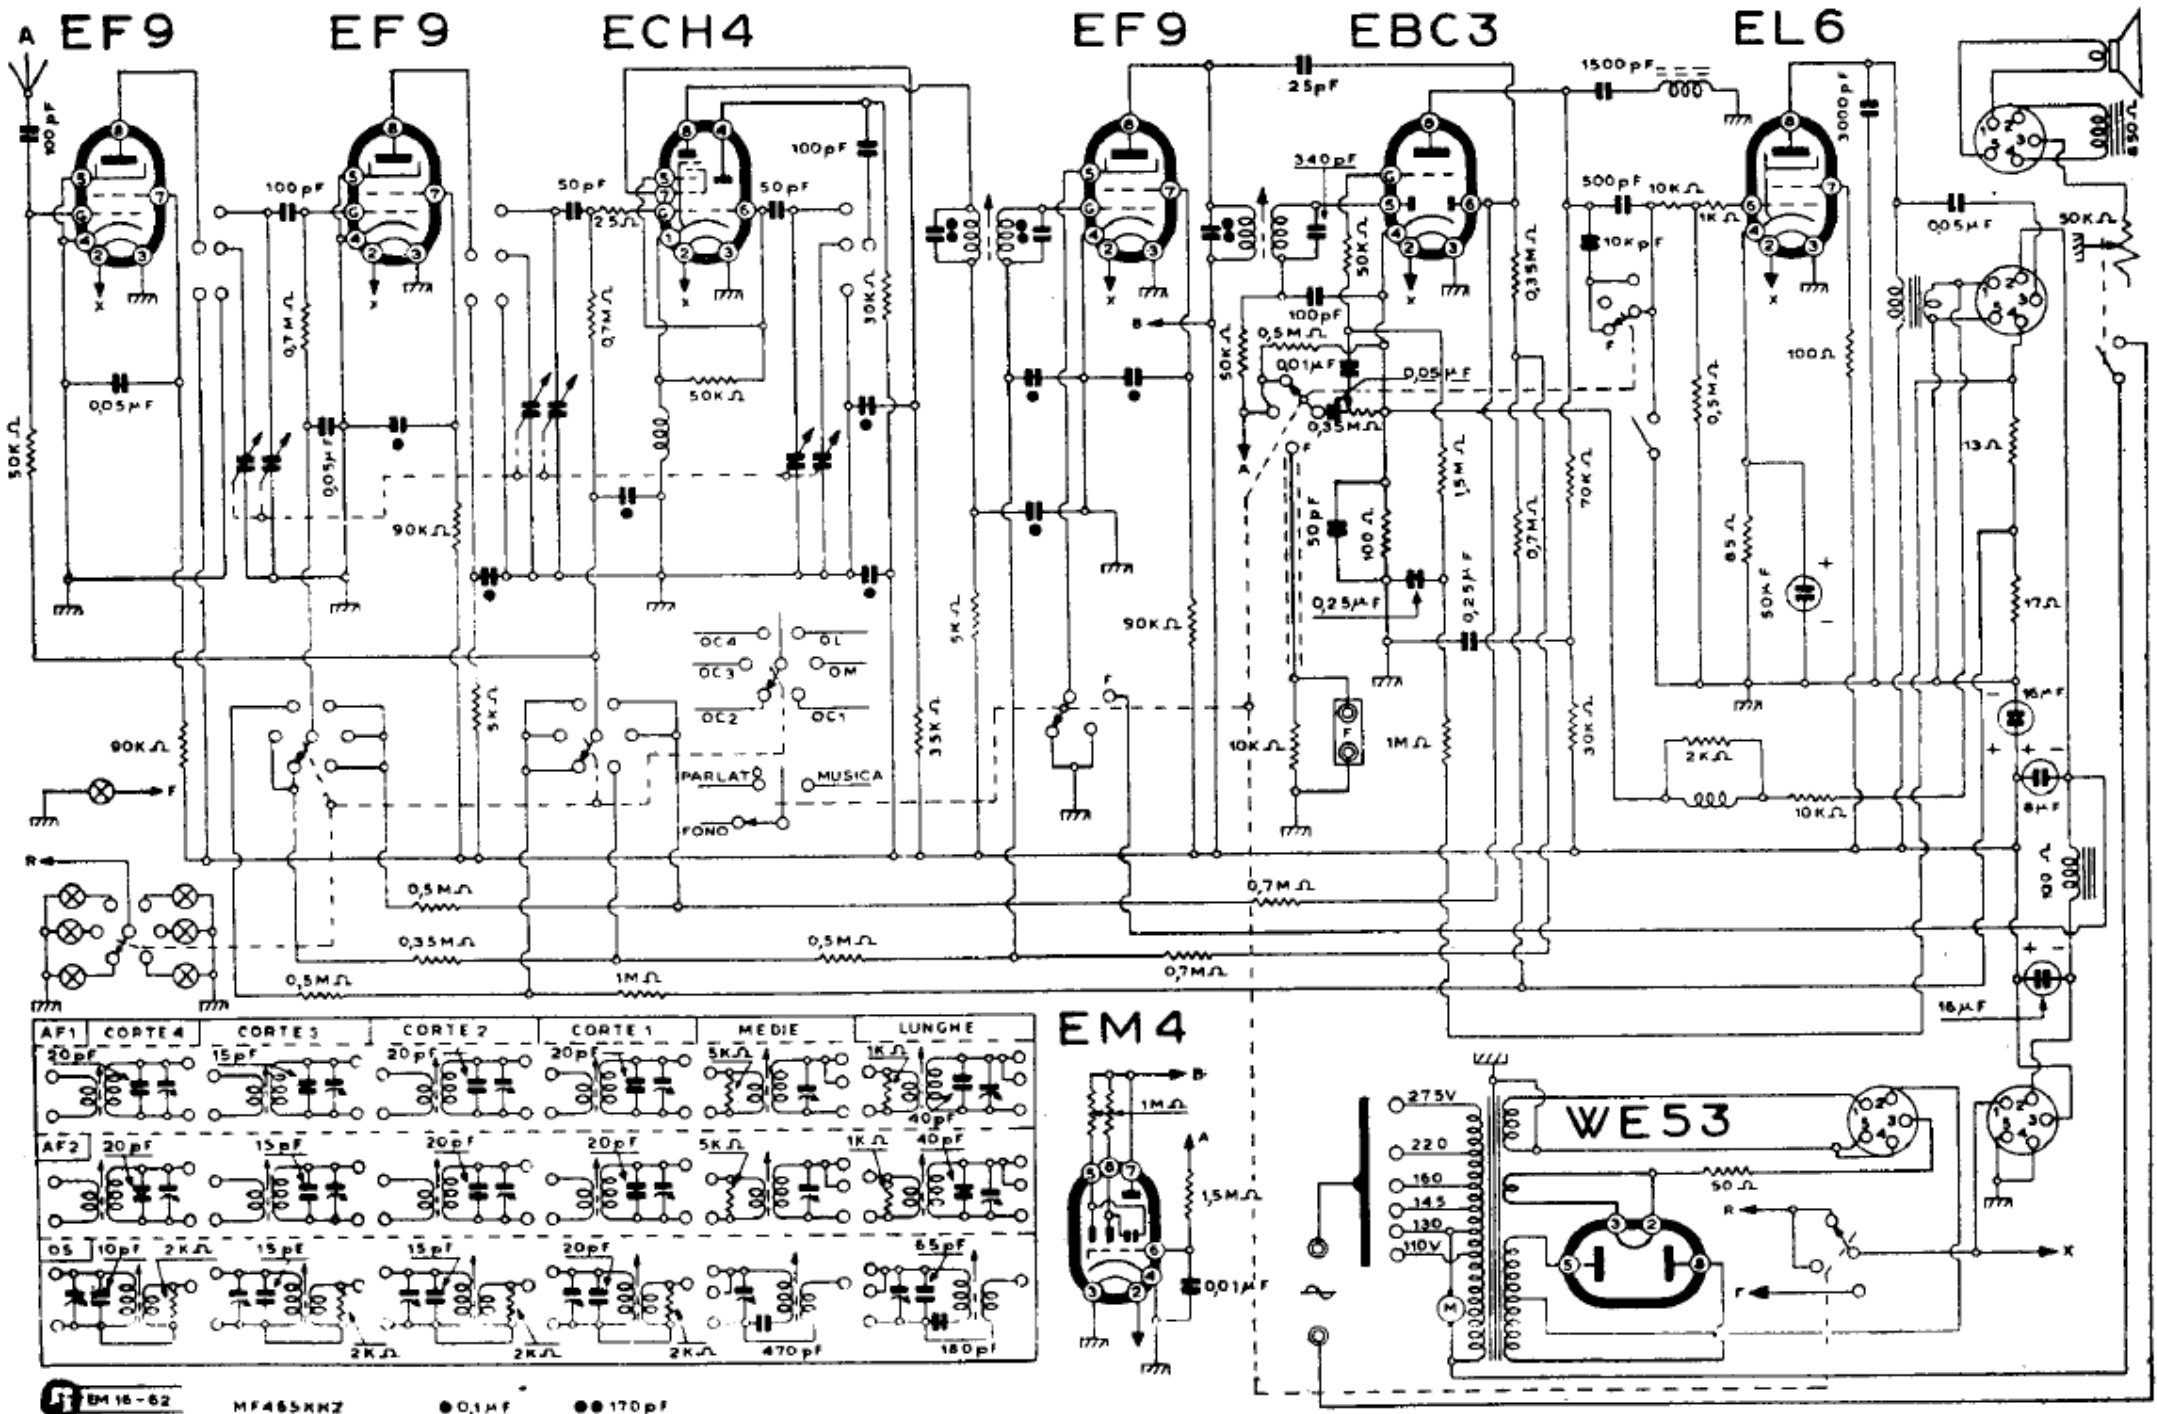 EF9 EF9 ECH4 EF9 EBC3 EL6
A
100pF
100pF
50pF
2.5Ω
50pF
100pF
25pF
340pF
1500pF
3000pF
850Ω
500pF
10KΩ
1KΩ
10KpF
0,05µF
50KΩ
0,7MΩ
0,7MΩ
30KΩ
50KΩ
0,35MΩ
100pF
B
0,5MΩ
0,01µF
0,05µF
0,35MΩ
50KΩ
A
F
F
100Ω
0,5MΩ
0,05µF
0,05µF
50KΩ
50KΩ
90KΩ
13Ω
1,5MΩ
70KΩ
50pF
100Ω
0,7MΩ
85Ω
50µF
+
-
17Ω
0,25µF
0,25µF
5KΩ
90KΩ
OC4 OL
OC3 OM
OC2 OC1
PARLATO MUSICA
FONO
5KΩ
35KΩ
F
10KΩ
F
1MΩ
30KΩ
2KΩ
10KΩ
16µF
8µF
90KΩ
F
R
100Ω
0,5MΩ
0,7MΩ
0,35MΩ
0,5MΩ
0,7MΩ
0,5MΩ
1MΩ
16µF
AF1 CORTE 4 CORTE 3 CORTE 2 CORTE 1 MEDIE LUNGHE
20pF 15pF 20pF 20pF 5KΩ 1KΩ
40pF
AF2 20pF 15pF 20pF 20pF 5KΩ 1KΩ 40pF
OS 10pF 2KΩ 15pF 15pF 20pF 65pF
2KΩ 2KΩ 2KΩ 470pF 180pF
EM4
B
1MΩ
A
1,5MΩ
0,01µF
275V
220
160
145
130
110V
M
WE53
50Ω
R
F
X
EM 16-62 MF465KHZ ●0,1MF ●●170pF